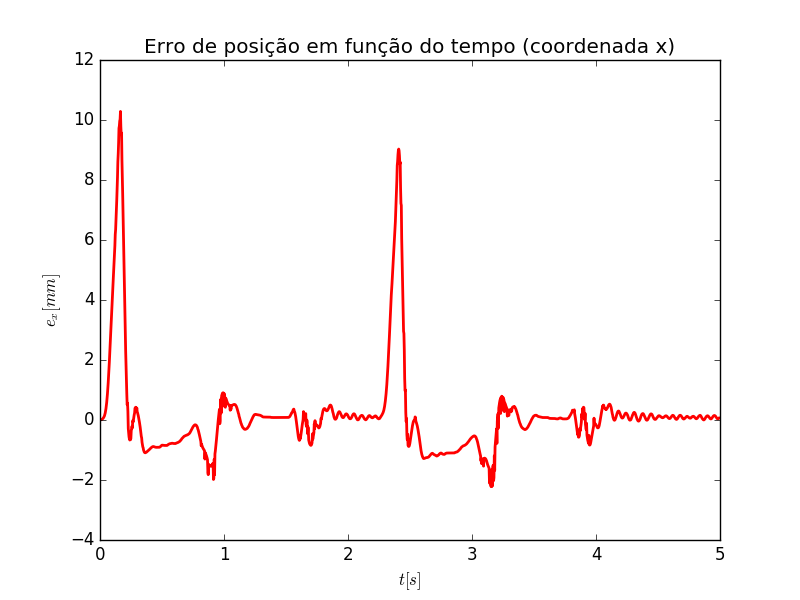 Erro de posição em função do tempo (coordenada x)
12
10
8
6
4
2
0
−2
−4
e_x[mm]
0 1 2 3 4 5
t[s]